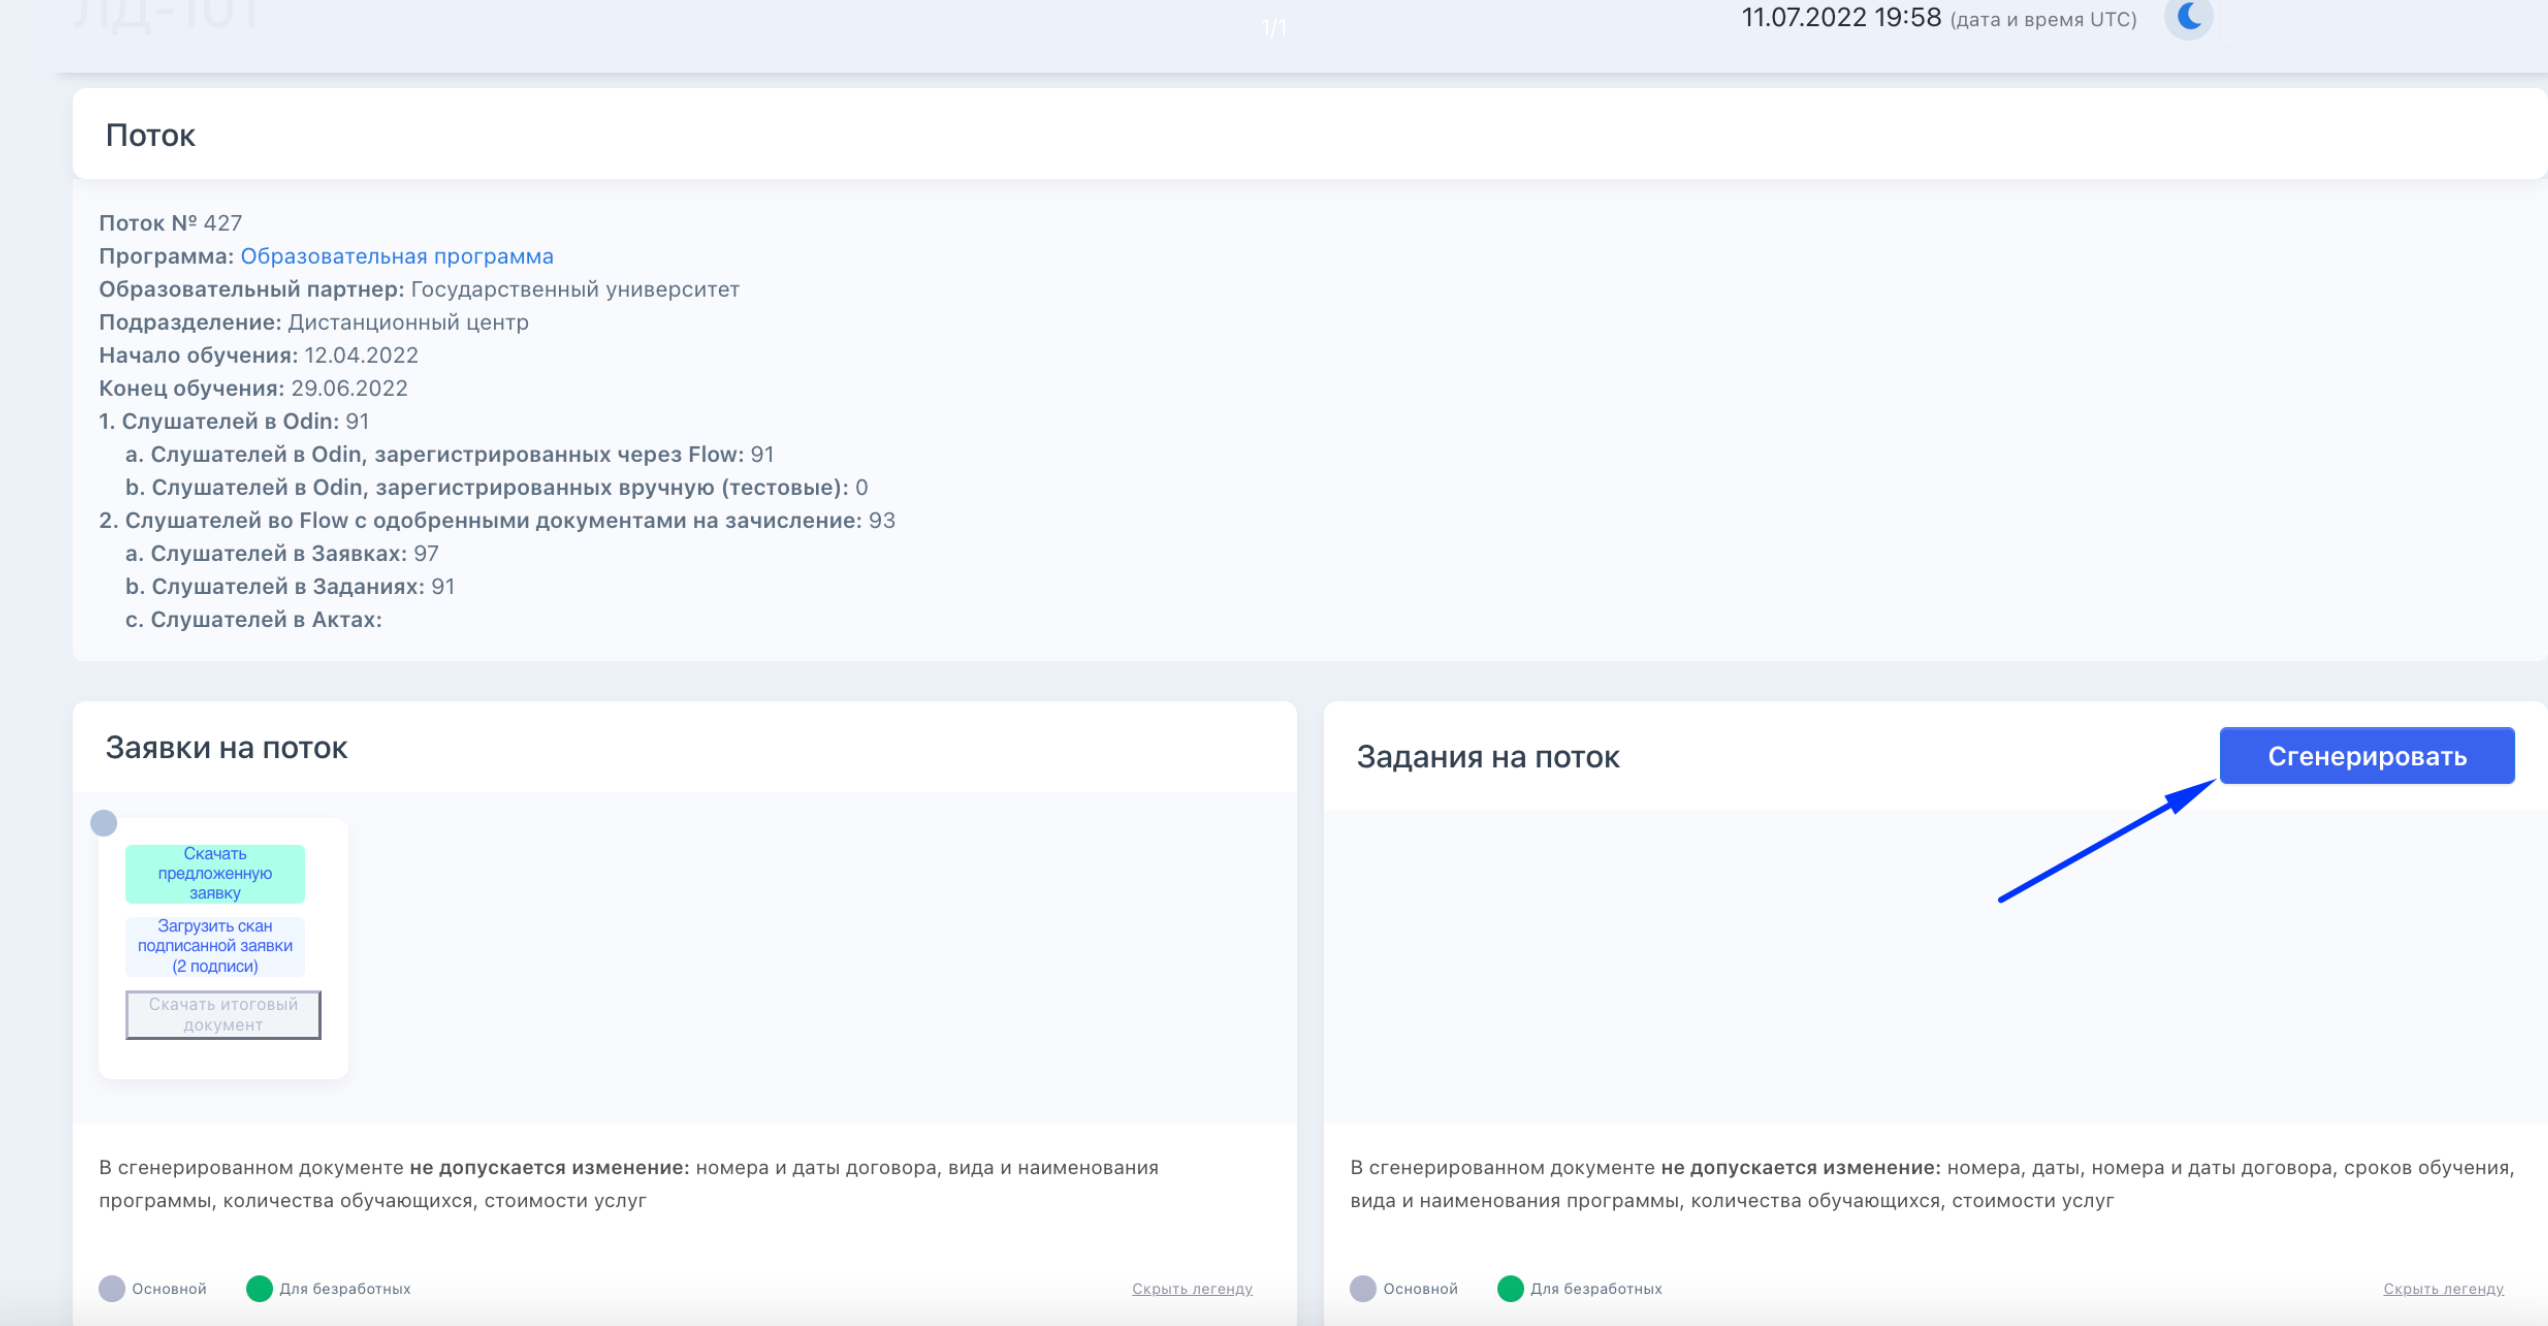 ЛД-101
1/1
11.07.2022 19:58 (дата и время UTC)
Поток
Поток № 427
Программа: Образовательная программа
Образовательный партнер: Государственный университет
Подразделение: Дистанционный центр
Начало обучения: 12.04.2022
Конец обучения: 29.06.2022
1. Слушателей в Odin: 91
a. Слушателей в Odin, зарегистрированных через Flow: 91
b. Слушателей в Odin, зарегистрированных вручную (тестовые): 0
2. Слушателей во Flow с одобренными документами на зачисление: 93
a. Слушателей в Заявках: 97
b. Слушателей в Заданиях: 91
c. Слушателей в Актах:
Заявки на поток
Скачать
предложенную
заявку
Загрузить скан
подписанной заявки
(2 подписи)
Скачать итоговый
документ
В сгенерированном документе не допускается изменение: номера и даты договора, вида и наименования
программы, количества обучающихся, стоимости услуг
Основной
Для безработных
Скрыть легенду
Задания на поток
Сгенерировать
В сгенерированном документе не допускается изменение: номера, даты, номера и даты договора, сроков обучения,
вида и наименования программы, количества обучающихся, стоимости услуг
Основной
Для безработных
Скрыть легенду